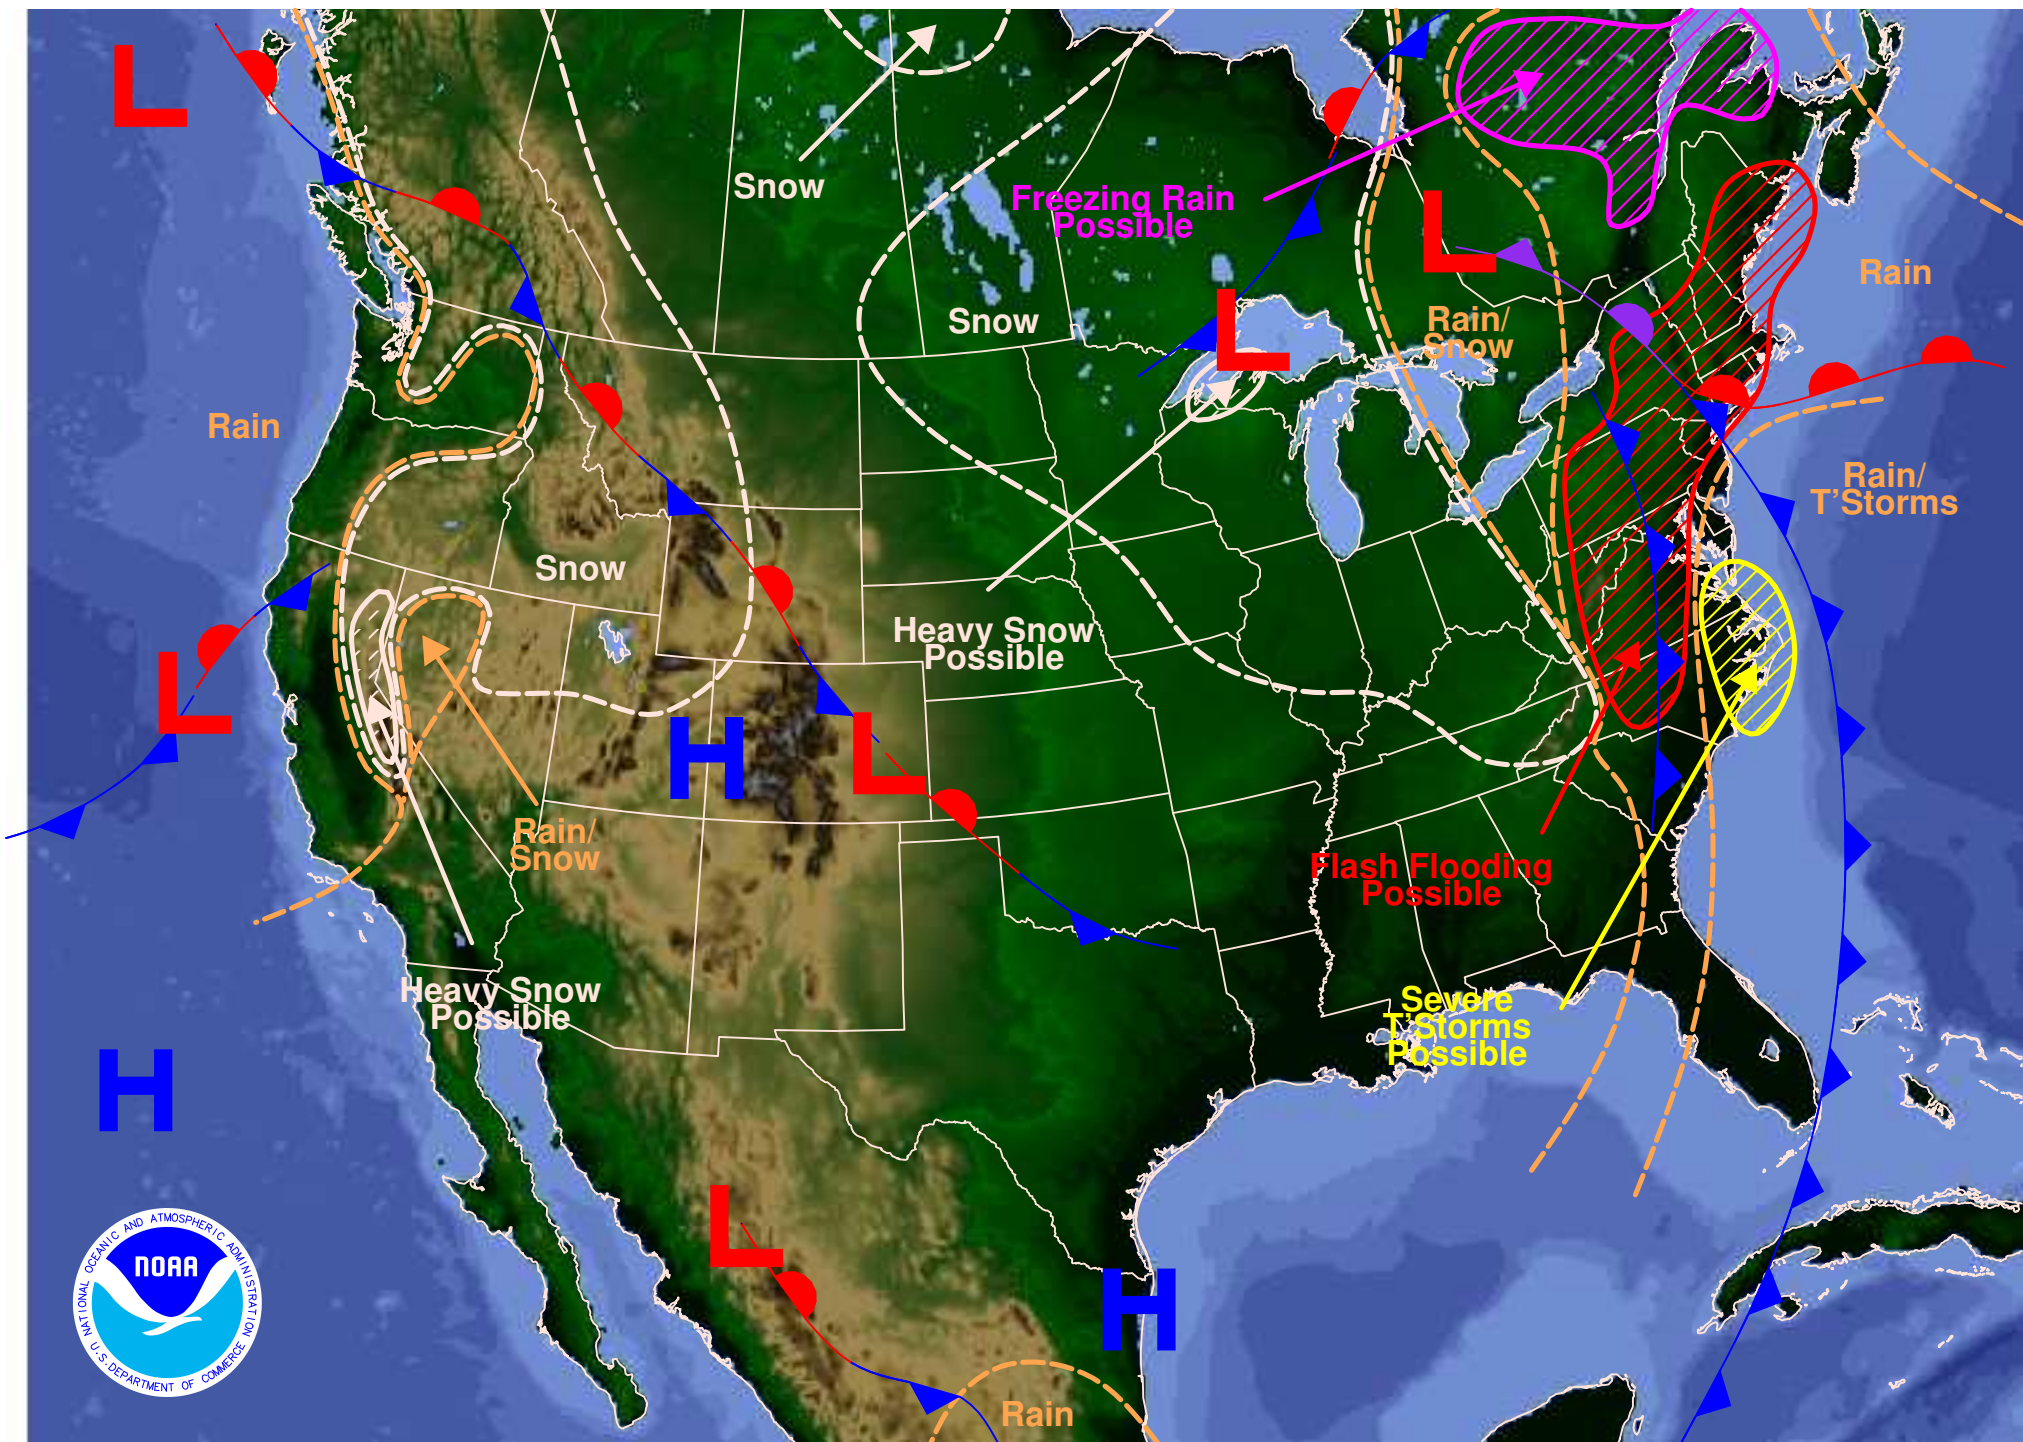 L
Snow
Freezing Rain
Possible
L
Rain
L
Snow
Rain/
Snow
Rain
Rain/
T'Storms
Snow
Heavy Snow
Possible
L
H
L
Rain/
Snow
Flash Flooding
Possible
Heavy Snow
Possible
Severe
T'Storms
Possible
H
L
H
Rain
NATIONAL OCEANIC AND ATMOSPHERIC ADMINISTRATION
NOAA
U.S. DEPARTMENT OF COMMERCE